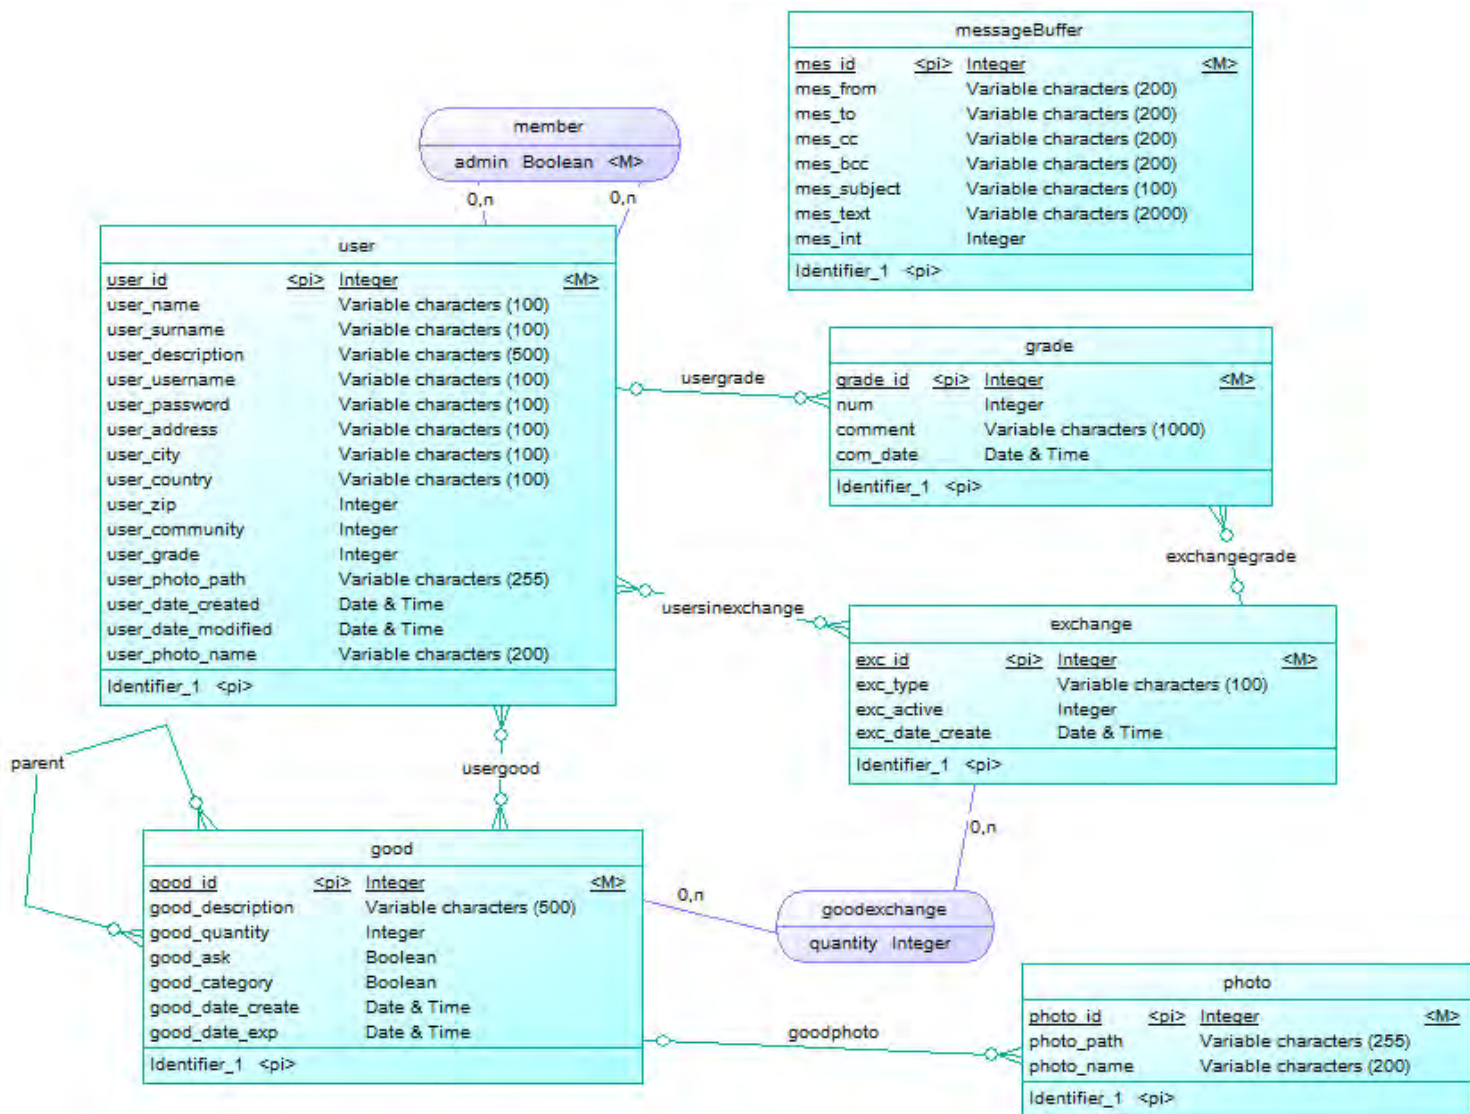 messageBuffer
mes_id <pi> Integer <M>
mes_from Variable characters (200)
mes_to Variable characters (200)
mes_cc Variable characters (200)
mes_bcc Variable characters (200)
mes_subject Variable characters (100)
mes_text Variable characters (2000)
mes_int Integer
Identifier_1 <pi>
member
admin Boolean <M>
0,n
0,n
user
user_id <pi> Integer <M>
user_name Variable characters (100)
user_surname Variable characters (100)
user_description Variable characters (500)
user_username Variable characters (100)
user_password Variable characters (100)
user_address Variable characters (100)
user_city Variable characters (100)
user_country Variable characters (100)
user_zip Integer
user_community Integer
user_grade Integer
user_photo_path Variable characters (255)
user_date_created Date & Time
user_date_modified Date & Time
user_photo_name Variable characters (200)
Identifier_1 <pi>
usergrade
grade
grade_id <pi> Integer <M>
num Integer
comment Variable characters (1000)
com_date Date & Time
Identifier_1 <pi>
exchangegrade
usersinexchange
exchange
exc_id <pi> Integer <M>
exc_type Variable characters (100)
exc_active Integer
exc_date_create Date & Time
Identifier_1 <pi>
parent
usergood
good
good_id <pi> Integer <M>
good_description Variable characters (500)
good_quantity Integer
good_ask Boolean
good_category Boolean
good_date_create Date & Time
good_date_exp Date & Time
Identifier_1 <pi>
0,n
0,n
goodexchange
quantity Integer
goodphoto
photo
photo_id <pi> Integer <M>
photo_path Variable characters (255)
photo_name Variable characters (200)
Identifier_1 <pi>